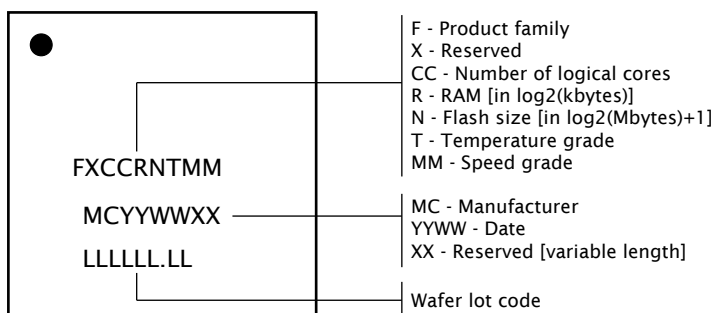 F - Product family
X - Reserved
CC - Number of logical cores
R - RAM [in log2(kbytes)]
N - Flash size [in log2(Mbytes)+1]
T - Temperature grade
MM - Speed grade
FXCCRNTMM
MCYYWWXX
MC - Manufacturer
YYWW - Date
XX - Reserved [variable length]
LLLLLL.LL
Wafer lot code